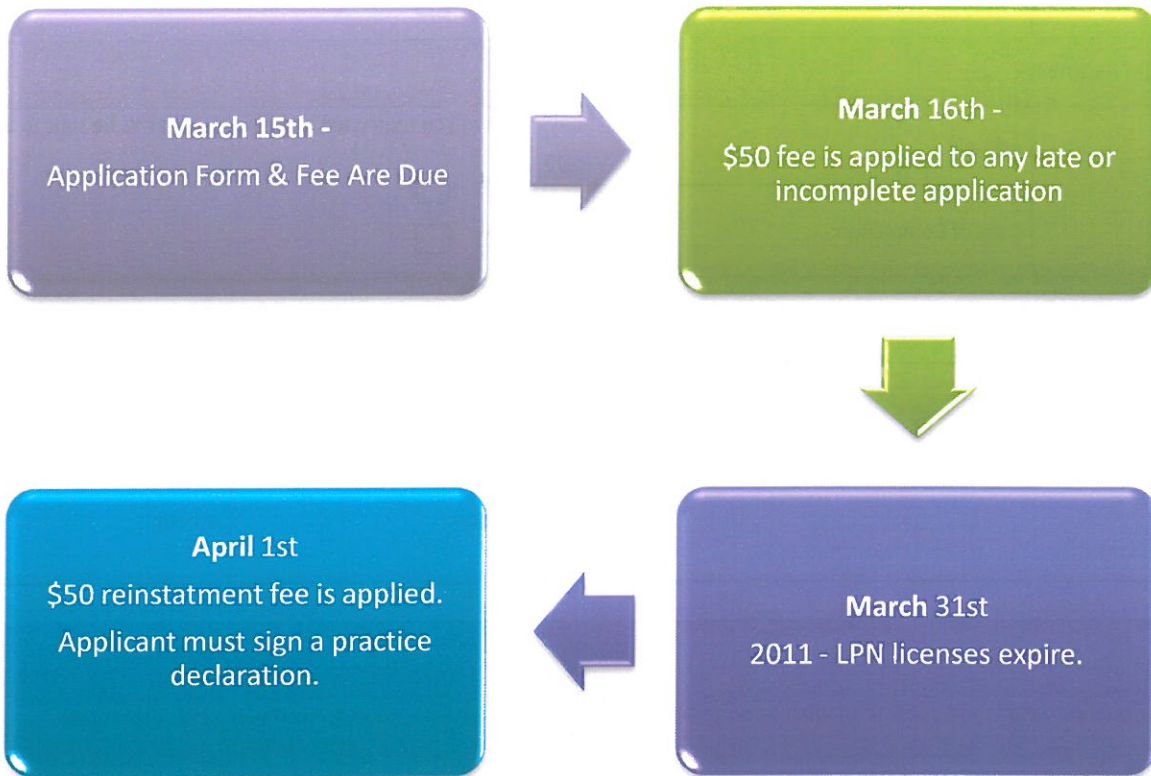 March 15th -
Application Form & Fee Are Due
March 16th -
$50 fee is applied to any late or
incomplete application
March 31st
2011 - LPN licenses expire.
April 1st
$50 reinstatment fee is applied.
Applicant must sign a practice
declaration.